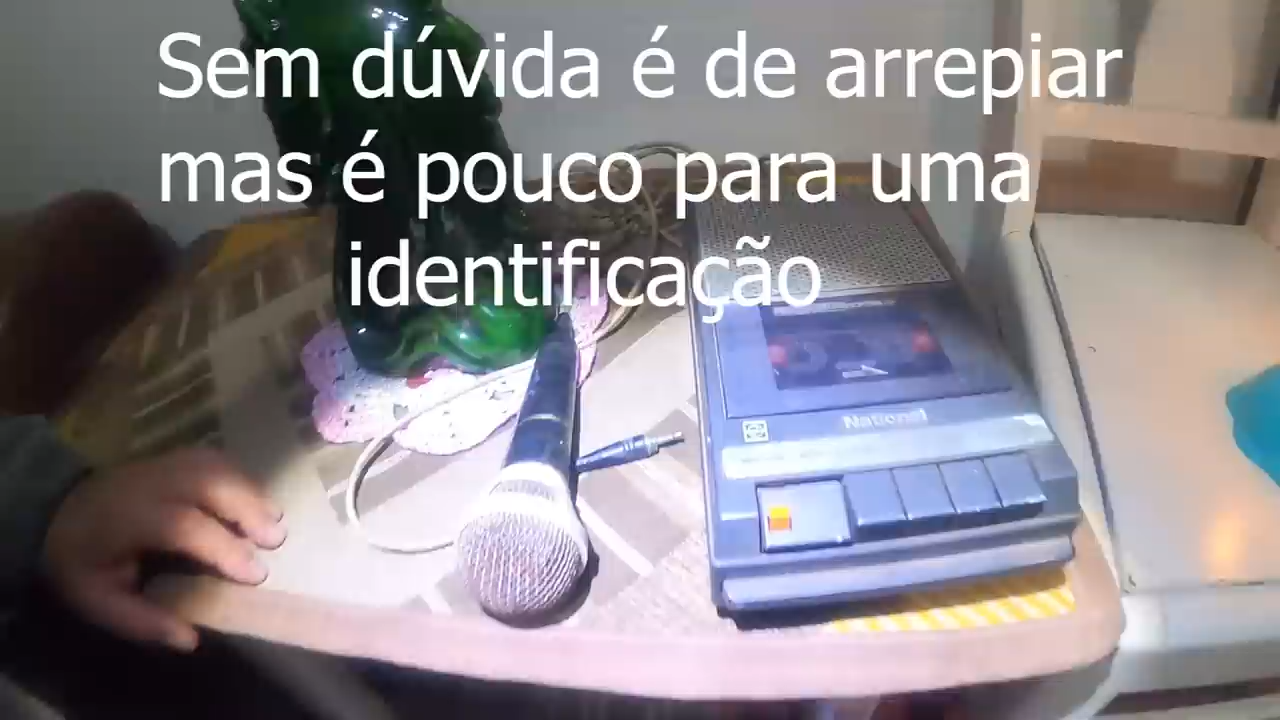 Sem dúvida é de arrepiar
mas é pouco para uma
identificação
National